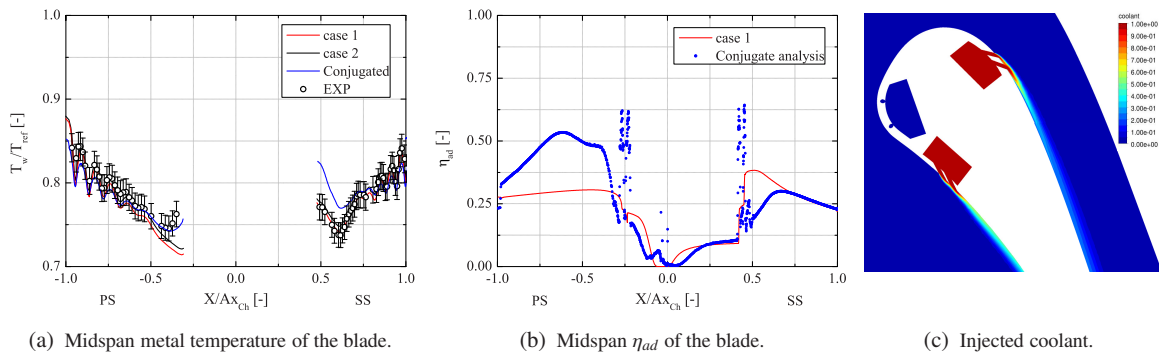 case 1
case 2
Conjugated
EXP
T_w/T_ref [-]
1.0
0.9
0.8
0.7
-1.0 -0.5 0.0 0.5 1.0
PS X/Ax_Ch [-] SS
(a) Midspan metal temperature of the blade.
case 1
Conjugate analysis
η_ad [-]
1.00
0.75
0.50
0.25
0.00
-1.0 -0.5 0.0 0.5 1.0
PS X/Ax_Ch [-] SS
(b) Midspan η_ad of the blade.
coolant
1.00e+00
9.00e-01
8.00e-01
7.00e-01
6.00e-01
5.00e-01
4.00e-01
3.00e-01
2.00e-01
1.00e-01
0.00e+00
(c) Injected coolant.